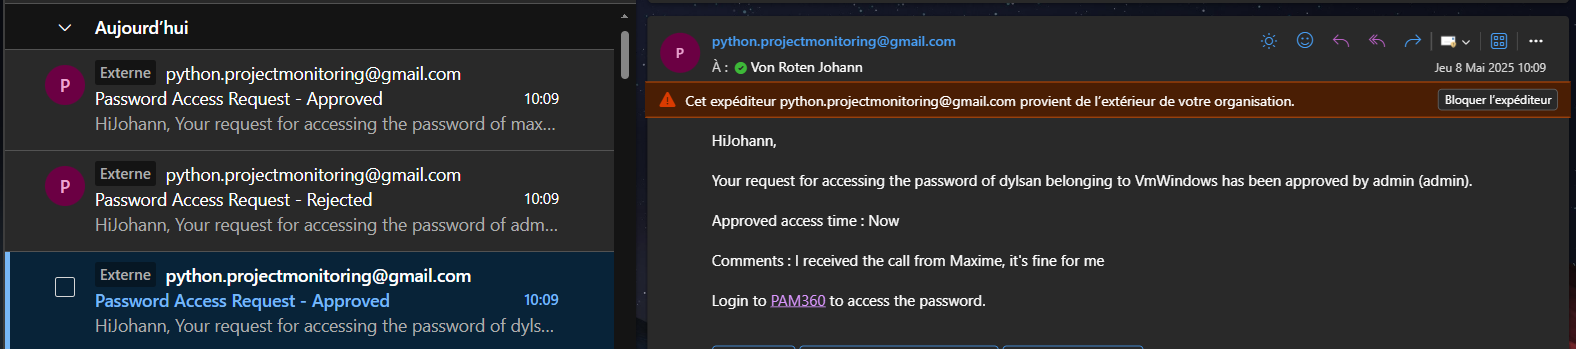 Aujourd'hui
P
Externe python.projectmonitoring@gmail.com
Password Access Request - Approved 10:09
HiJohann, Your request for accessing the password of max...
P
Externe python.projectmonitoring@gmail.com
Password Access Request - Rejected 10:09
HiJohann, Your request for accessing the password of adm...
Externe python.projectmonitoring@gmail.com
Password Access Request - Approved 10:09
HiJohann, Your request for accessing the password of dyls...
P
python.projectmonitoring@gmail.com
À : Von Roten Johann
Jeu 8 Mai 2025 10:09
Cet expéditeur python.projectmonitoring@gmail.com provient de l'extérieur de votre organisation.
Bloquer l'expéditeur
HiJohann,
Your request for accessing the password of dylsan belonging to VmWindows has been approved by admin (admin).
Approved access time : Now
Comments : I received the call from Maxime, it's fine for me
Login to PAM360 to access the password.